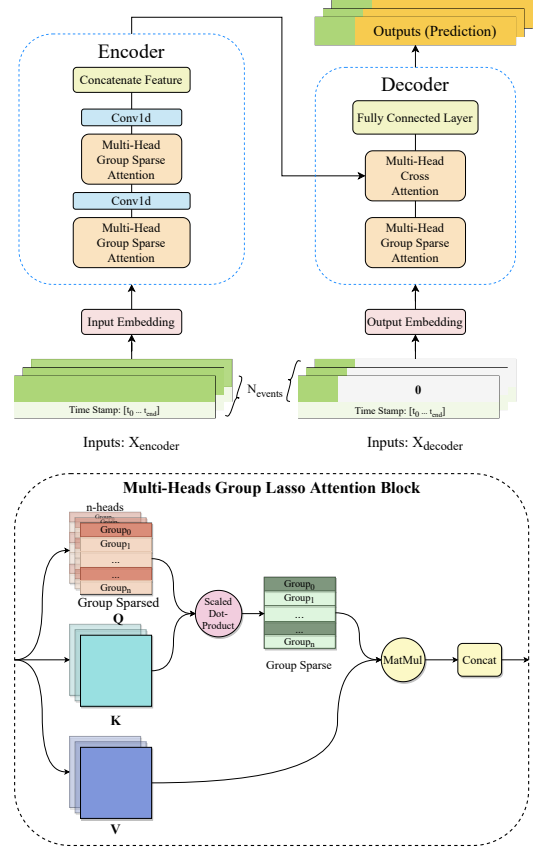 Outputs (Prediction)
Encoder
Concatenate Feature
Conv1d
Multi-Head
Group Sparse
Attention
Conv1d
Multi-Head
Group Sparse
Attention
Input Embedding
Time Stamp: [t0 ... tend]
Inputs: Xencoder
Decoder
Fully Connected Layer
Multi-Head
Cross
Attention
Multi-Head
Group Sparse
Attention
Output Embedding
Nevents
0
Time Stamp: [t0 ... tend]
Inputs: Xdecoder
Multi-Heads Group Lasso Attention Block
n-heads
Group0
Group1
...
...
Groupn
Group Sparsed
Q
K
V
Scaled
Dot-
Product
Group0
Group1
...
...
Groupn
Group Sparse
MatMul
Concat